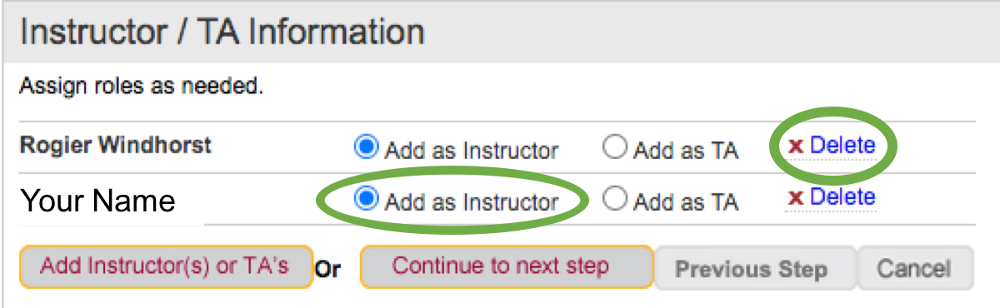 Instructor / TA Information
Assign roles as needed.
Rogier Windhorst Add as Instructor Add as TA x Delete
Your Name Add as Instructor Add as TA x Delete
Add Instructor(s) or TA's Or Continue to next step Previous Step Cancel